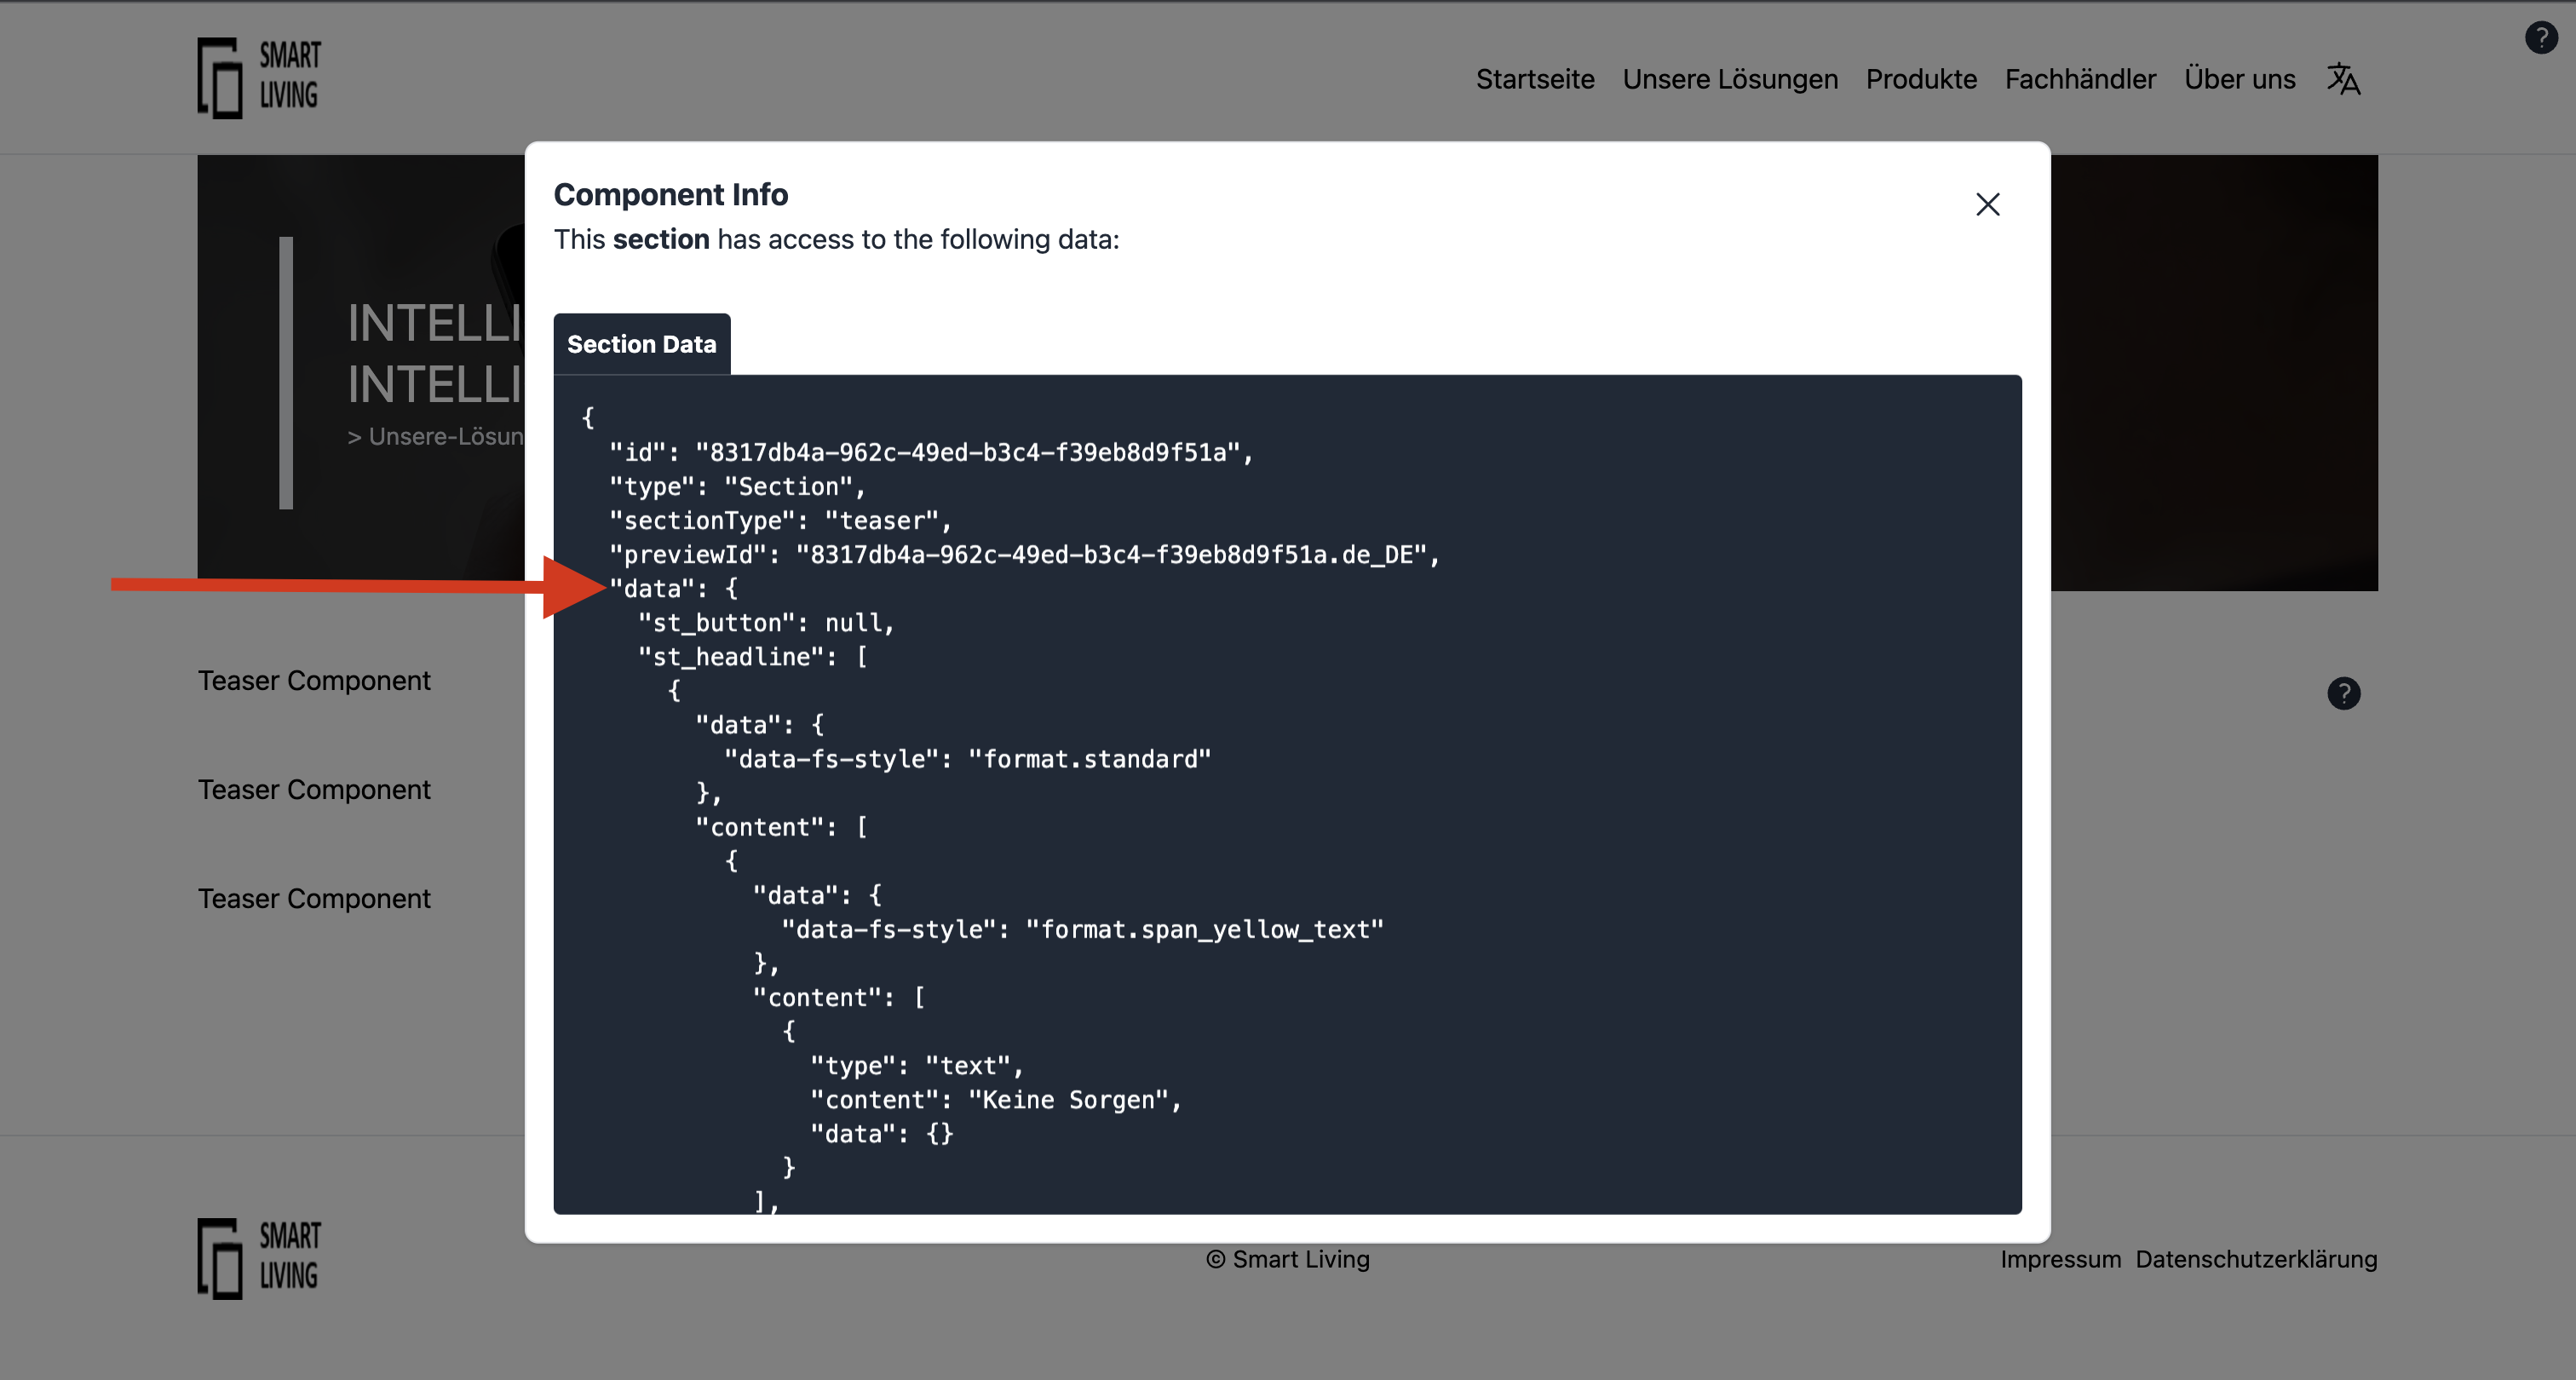 SMART
LIVING
Startseite Unsere Lösungen Produkte Fachhändler Über uns
?
INTELLI
INTELLI
> Unsere-Lösun
Component Info
This section has access to the following data:
Section Data
{
"id": "8317db4a-962c-49ed-b3c4-f39eb8d9f51a",
"type": "Section",
"sectionType": "teaser",
"previewId": "8317db4a-962c-49ed-b3c4-f39eb8d9f51a.de_DE",
"data": {
"st_button": null,
"st_headline": [
{
"data": {
"data-fs-style": "format.standard"
},
"content": [
{
"data": {
"data-fs-style": "format.span_yellow_text"
},
"content": [
{
"type": "text",
"content": "Keine Sorgen",
"data": {}
}
],
Teaser Component
?
Teaser Component
Teaser Component
SMART
LIVING
© Smart Living
Impressum Datenschutzerklärung